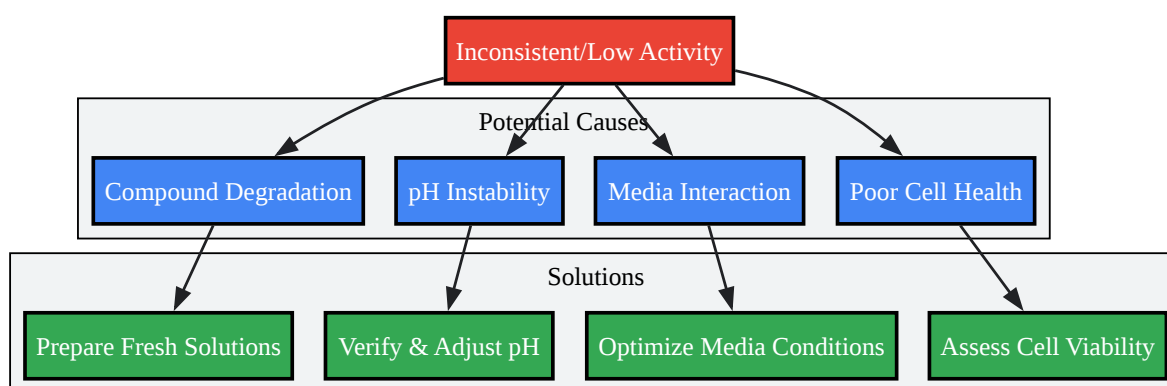 Inconsistent/Low Activity
Potential Causes
Compound Degradation
pH Instability
Media Interaction
Poor Cell Health
Solutions
Prepare Fresh Solutions
Verify & Adjust pH
Optimize Media Conditions
Assess Cell Viability